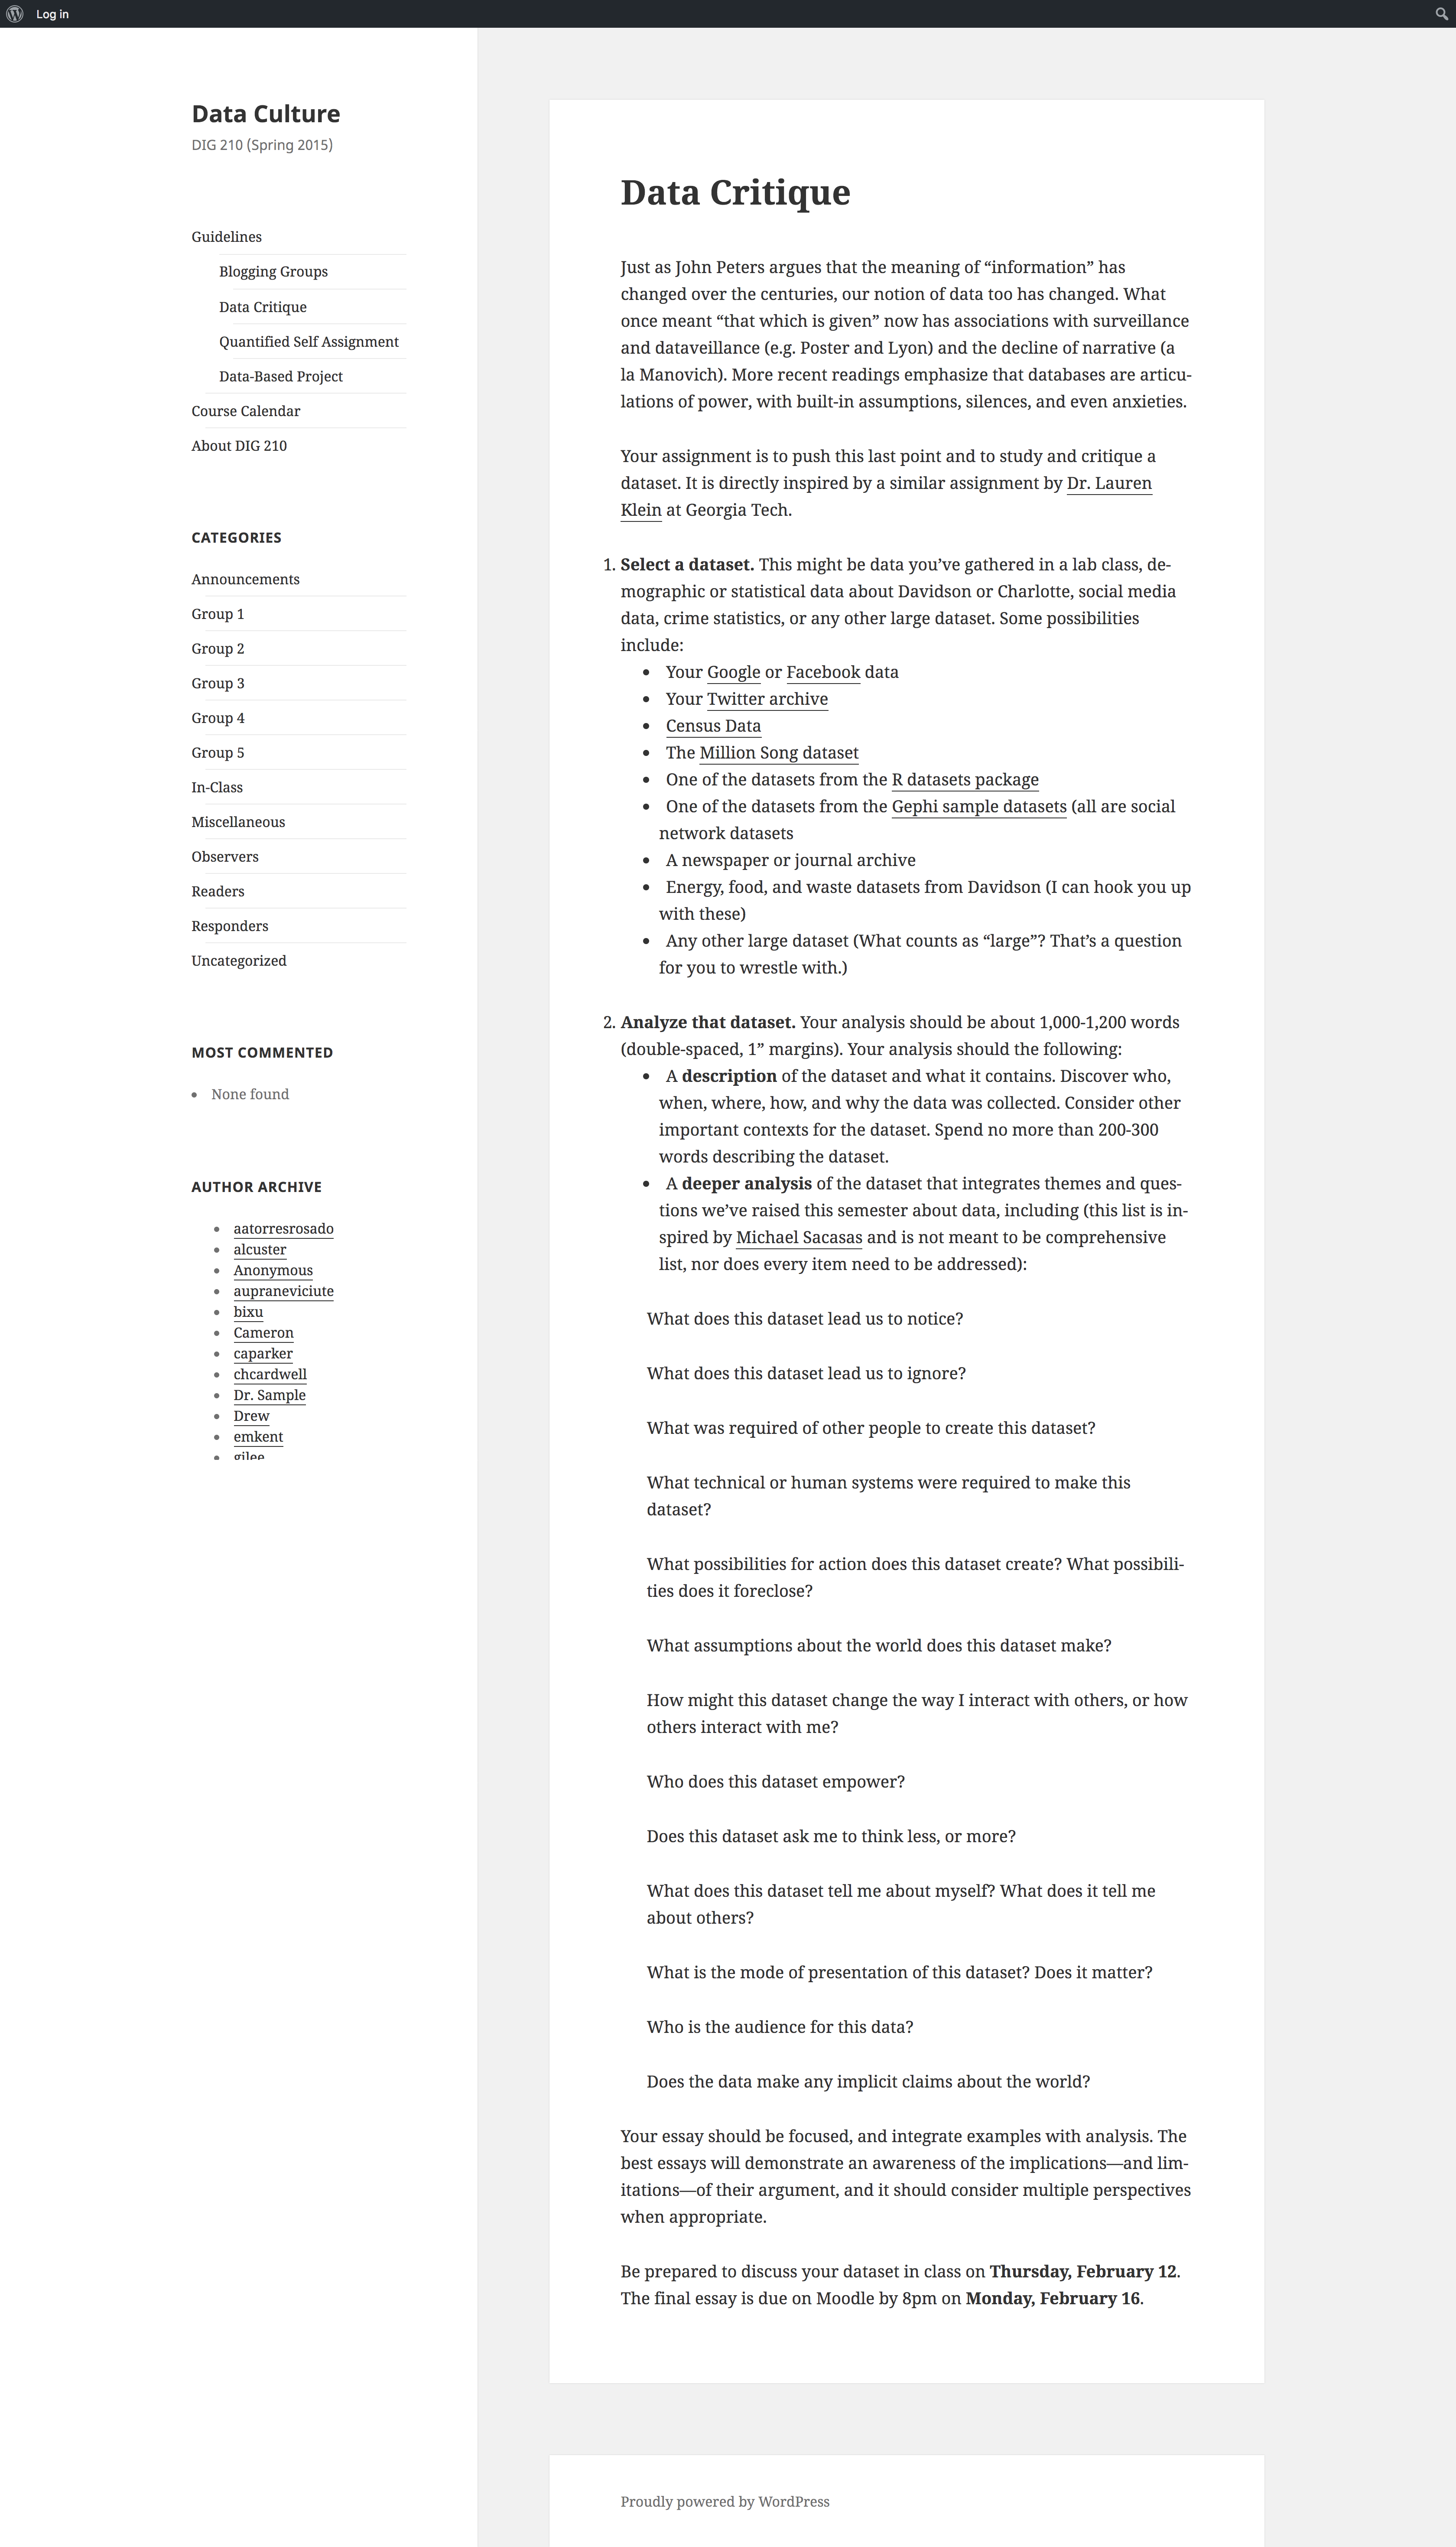 Log in
Data Culture
DIG 210 (Spring 2015)
Guidelines
Blogging Groups
Data Critique
Quantified Self Assignment
Data-Based Project
Course Calendar
About DIG 210
CATEGORIES
Announcements
Group 1
Group 2
Group 3
Group 4
Group 5
In-Class
Miscellaneous
Observers
Readers
Responders
Uncategorized
MOST COMMENTED
• None found
AUTHOR ARCHIVE
• aatorresrosado
• alcuster
• Anonymous
• aupraneviciute
• bixu
• Cameron
• caparker
• chcardwell
• Dr. Sample
• Drew
• emkent
• gilee
Data Critique
Just as John Peters argues that the meaning of “information” has
changed over the centuries, our notion of data too has changed. What
once meant “that which is given” now has associations with surveillance
and dataveillance (e.g. Poster and Lyon) and the decline of narrative (a
la Manovich). More recent readings emphasize that databases are articu-
lations of power, with built-in assumptions, silences, and even anxieties.
Your assignment is to push this last point and to study and critique a
dataset. It is directly inspired by a similar assignment by Dr. Lauren
Klein at Georgia Tech.
1. Select a dataset. This might be data you’ve gathered in a lab class, de-
mographic or statistical data about Davidson or Charlotte, social media
data, crime statistics, or any other large dataset. Some possibilities
include:
• Your Google or Facebook data
• Your Twitter archive
• Census Data
• The Million Song dataset
• One of the datasets from the R datasets package
• One of the datasets from the Gephi sample datasets (all are social
network datasets
• A newspaper or journal archive
• Energy, food, and waste datasets from Davidson (I can hook you up
with these)
• Any other large dataset (What counts as “large”? That’s a question
for you to wrestle with.)
2. Analyze that dataset. Your analysis should be about 1,000-1,200 words
(double-spaced, 1” margins). Your analysis should the following:
• A description of the dataset and what it contains. Discover who,
when, where, how, and why the data was collected. Consider other
important contexts for the dataset. Spend no more than 200-300
words describing the dataset.
• A deeper analysis of the dataset that integrates themes and ques-
tions we’ve raised this semester about data, including (this list is in-
spired by Michael Sacasas and is not meant to be comprehensive
list, nor does every item need to be addressed):
What does this dataset lead us to notice?
What does this dataset lead us to ignore?
What was required of other people to create this dataset?
What technical or human systems were required to make this
dataset?
What possibilities for action does this dataset create? What possibili-
ties does it foreclose?
What assumptions about the world does this dataset make?
How might this dataset change the way I interact with others, or how
others interact with me?
Who does this dataset empower?
Does this dataset ask me to think less, or more?
What does this dataset tell me about myself? What does it tell me
about others?
What is the mode of presentation of this dataset? Does it matter?
Who is the audience for this data?
Does the data make any implicit claims about the world?
Your essay should be focused, and integrate examples with analysis. The
best essays will demonstrate an awareness of the implications—and lim-
itations—of their argument, and it should consider multiple perspectives
when appropriate.
Be prepared to discuss your dataset in class on Thursday, February 12.
The final essay is due on Moodle by 8pm on Monday, February 16.
Proudly powered by WordPress